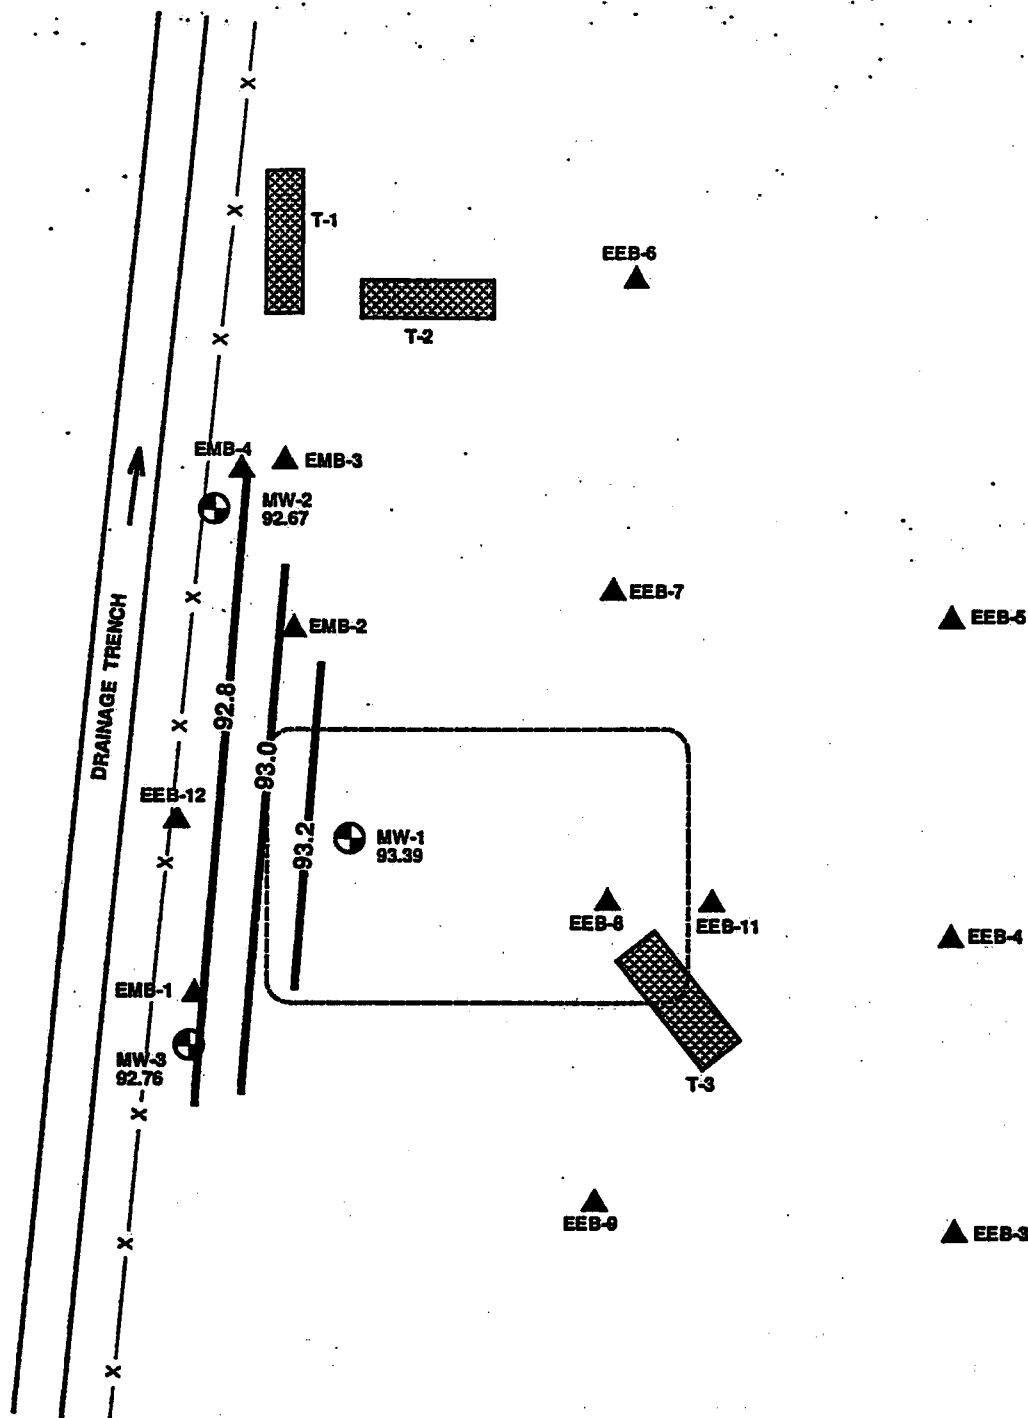 X
X
T-1
EEB-6
T-2
X
EMB-4
EMB-3
MW-2
92.67
EEB-7
X
DRAINAGE TRENCH
EEB-5
EMB-2
92.8
X
93.0
EEB-12
93.2
MW-1
93.39
X
EEB-8
EEB-11
EEB-4
EMB-1
MW-3
92.76
T-3
X
EEB-9
EEB-3
X
X